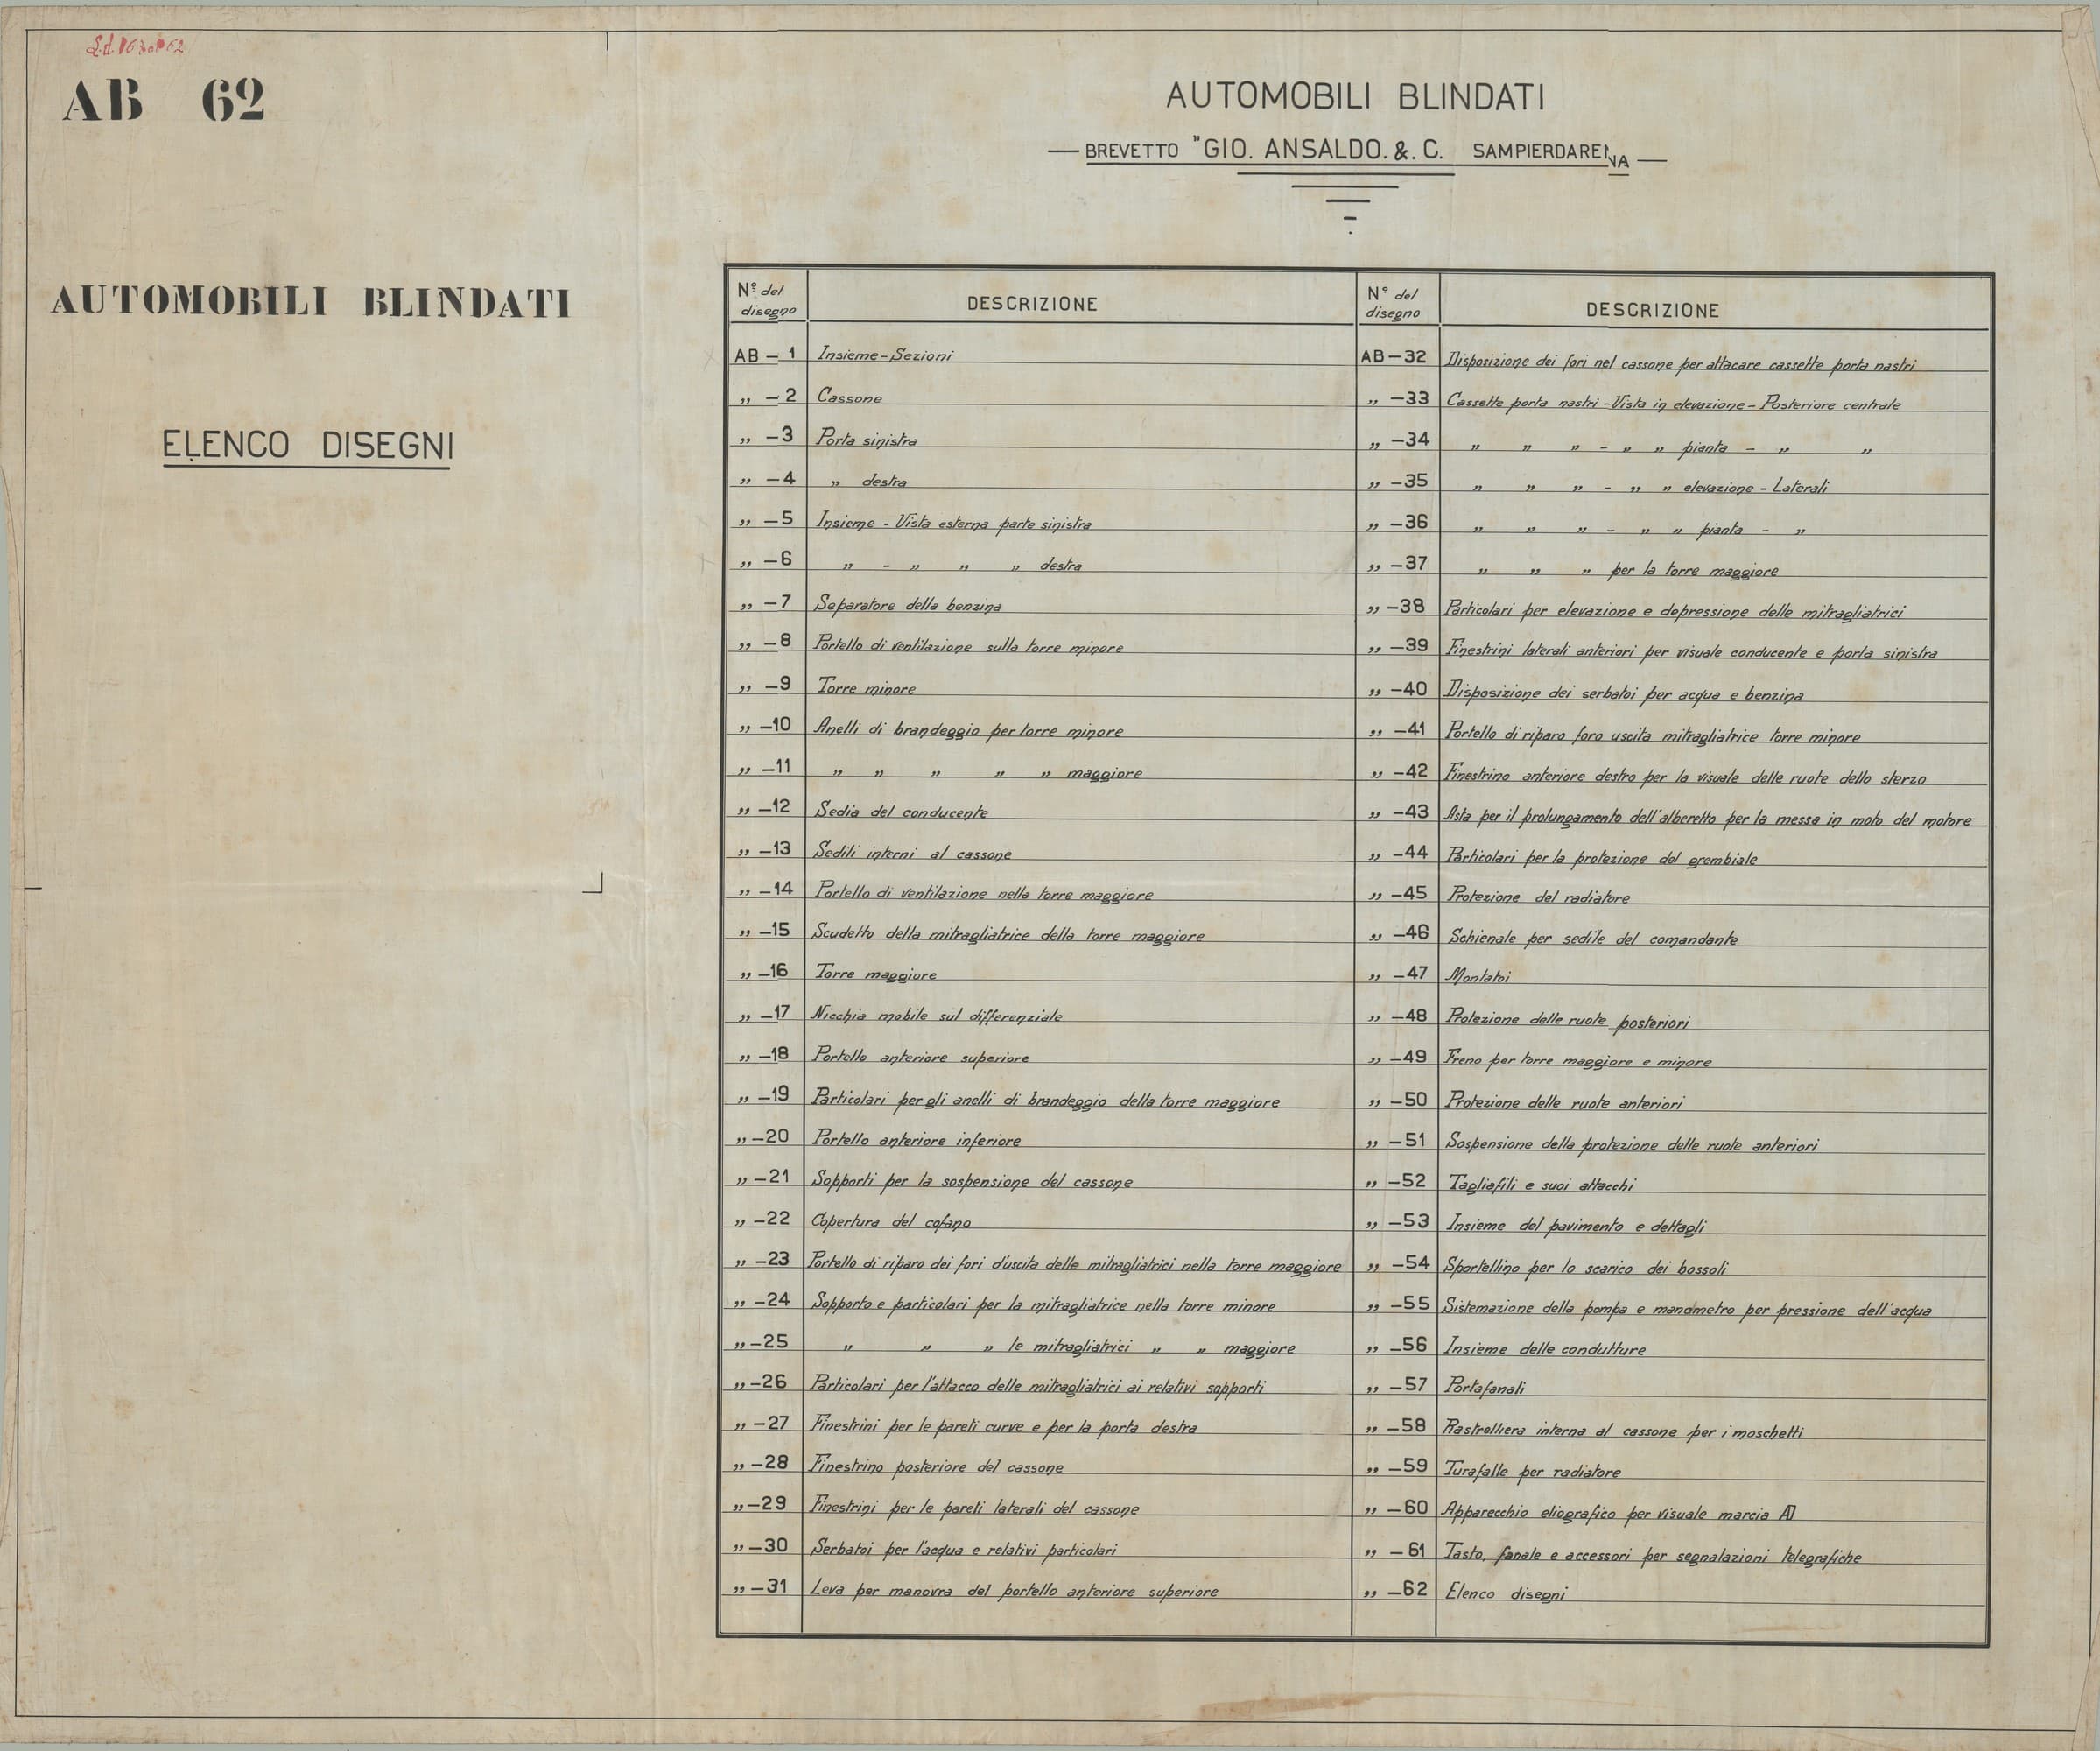 AB 62
AUTOMOBILI BLINDATI
ELENCO DISEGNI
AUTOMOBILI BLINDATI
— BREVETTO "GIO. ANSALDO. & . C. SAMPIERDARENA —
Nº del disegno DESCRIZIONE
AB – 1 Insieme - Sezioni
„ – 2 Cassone
„ – 3 Porta sinistra
„ – 4 „ destra
„ – 5 Insieme - Vista esterna parte sinistra
„ – 6 „ - „ „ „ destra
„ – 7 Separatore della benzina
„ – 8 Portello di ventilazione sulla torre minore
„ – 9 Torre minore
„ – 10 Anelli di brandeggio per torre minore
„ – 11 „ „ „ „ „ maggiore
„ – 12 Sedia del conducente
„ – 13 Sedili interni al cassone
„ – 14 Portello di ventilazione nella torre maggiore
„ – 15 Scudetto della mitragliatrice della torre maggiore
„ – 16 Torre maggiore
„ – 17 Nicchia mobile sul differenziale
„ – 18 Portello anteriore superiore
„ – 19 Particolari per gli anelli di brandeggio della torre maggiore
„ – 20 Portello anteriore inferiore
„ – 21 Sopporti per la sospensione del cassone
„ – 22 Copertura del cofano
„ – 23 Portello di riparo dei fori d'uscita delle mitragliatrici nella torre maggiore
„ – 24 Sopporto e particolari per la mitragliatrice nella torre minore
„ – 25 „ „ „ le mitragliatrici „ „ maggiore
„ – 26 Particolari per l'attacco delle mitragliatrici ai relativi sopporti
„ – 27 Finestrini per le pareti curve e per la porta destra
„ – 28 Finestrino posteriore del cassone
„ – 29 Finestrini per le pareti laterali del cassone
„ – 30 Serbatoi per l'acqua e relativi particolari
„ – 31 Leva per manovra del portello anteriore superiore
Nº del disegno DESCRIZIONE
AB – 32 Disposizione dei fori nel cassone per attacare cassette porta nastri
„ – 33 Cassette porta nastri - Vista in elevazione - Posteriore centrale
„ – 34 „ „ „ - „ „ pianta - „ „
„ – 35 „ „ „ - „ „ elevazione - Laterali
„ – 36 „ „ „ - „ „ pianta - „
„ – 37 „ „ „ per la torre maggiore
„ – 38 Particolari per elevazione e depressione delle mitragliatrici
„ – 39 Finestrini laterali anteriori per visuale conducente e porta sinistra
„ – 40 Disposizione dei serbatoi per acqua e benzina
„ – 41 Portello di riparo foro uscita mitragliatrice torre minore
„ – 42 Finestrino anteriore destro per la visuale delle ruote dello sterzo
„ – 43 Asta per il prolungamento dell'alberetto per la messa in moto del motore
„ – 44 Particolari per la protezione del grembiale
„ – 45 Protezione del radiatore
„ – 46 Schienale per sedile del comandante
„ – 47 Montatoi
„ – 48 Protezione delle ruote posteriori
„ – 49 Freno per torre maggiore e minore
„ – 50 Protezione delle ruote anteriori
„ – 51 Sospensione della protezione delle ruote anteriori
„ – 52 Tagliafili e suoi attacchi
„ – 53 Insieme del pavimento e dettagli
„ – 54 Sportellino per lo scarico dei bossoli
„ – 55 Sistemazione della pompa e manometro per pressione dell'acqua
„ – 56 Insieme delle condutture
„ – 57 Portafanali
„ – 58 Rastrelliera interna al cassone per i moschetti
„ – 59 Turafalle per radiatore
„ – 60 Apparecchio eliografico per visuale marcia AD
„ – 61 Tasto, fanale e accessori per segnalazioni telegrafiche
„ – 62 Elenco disegni